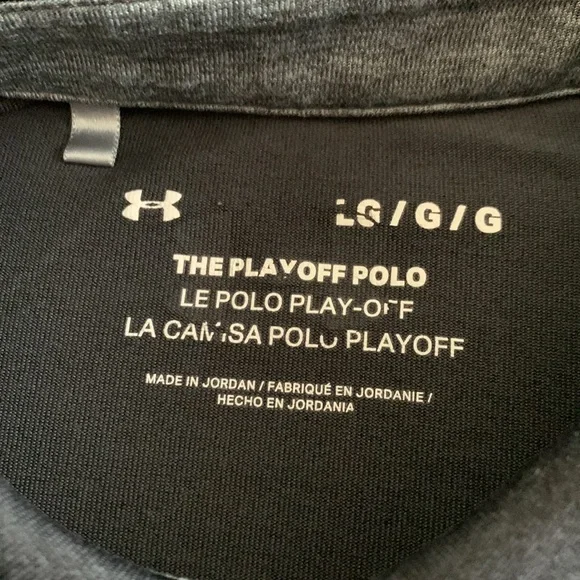 LG / G / G
THE PLAYOFF POLO
LE POLO PLAY-OFF
LA CAMISA POLO PLAYOFF
MADE IN JORDAN / FABRIQUÉ EN JORDANIE /
HECHO EN JORDANIA